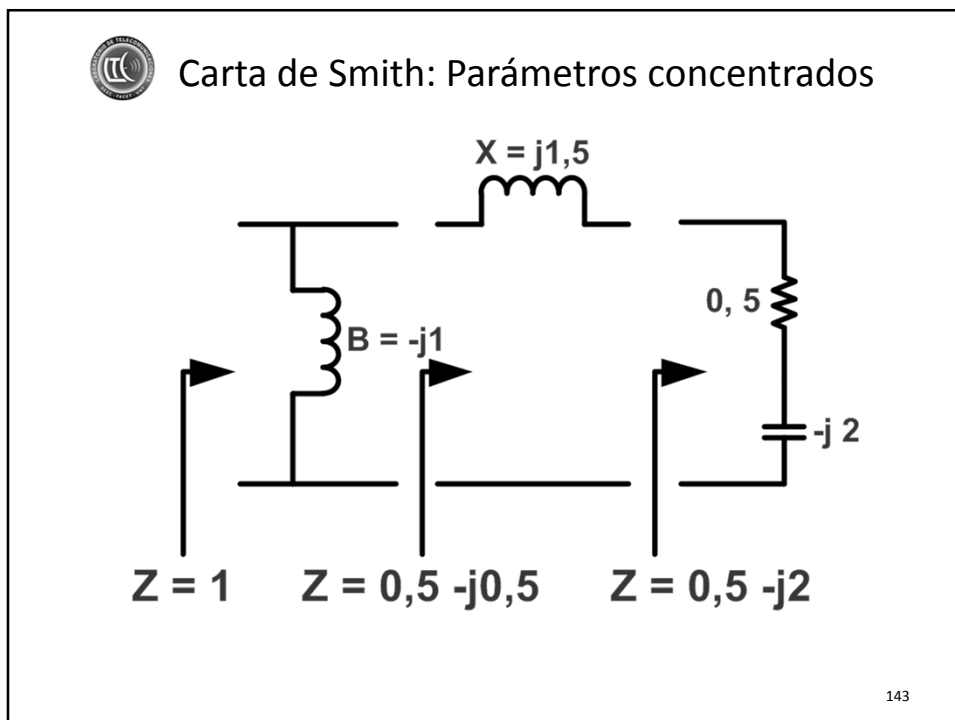 Carta de Smith: Parámetros concentrados
X = j1,5
0, 5
B = -j1
-j 2
Z = 1
Z = 0,5 -j0,5
Z = 0,5 -j2
143